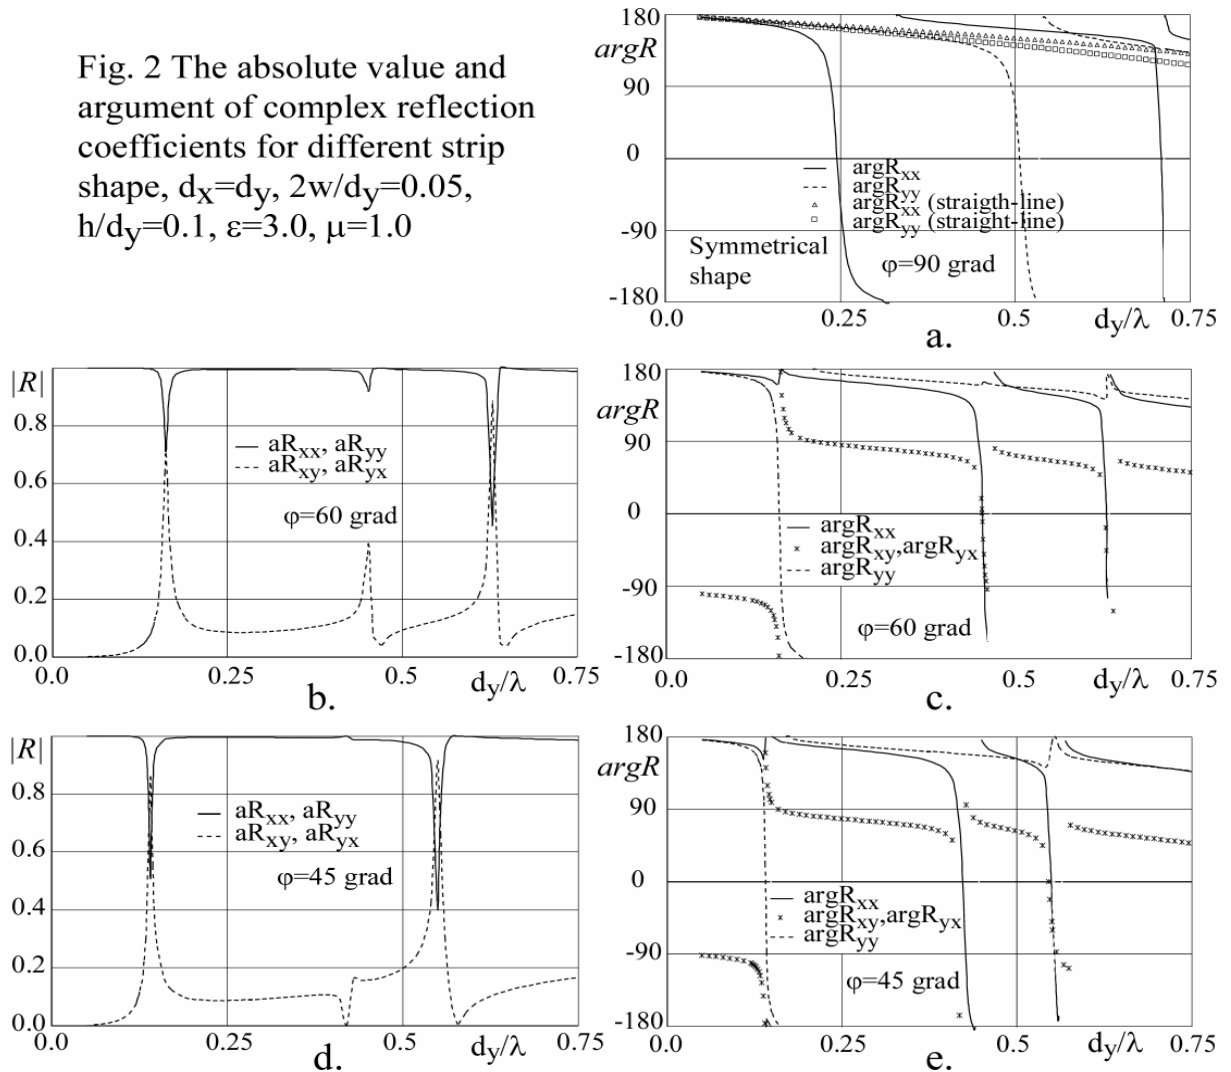 Fig. 2 The absolute value and
argument of complex reflection
coefficients for different strip
shape, dx=dy, 2w/dy=0.05,
h/dy=0.1, ε=3.0, μ=1.0
180
argR
90
0
-90
-180
argRxx
argRyy
argRxx (straigth-line)
argRyy (straight-line)
Symmetrical
shape
φ=90 grad
0.0 0.25 0.5 dy/λ 0.75
a.
|R|
0.8
0.6
0.4
0.2
0.0
aRxx, aRyy
aRxy, aRyx
φ=60 grad
0.0 0.25 0.5 dy/λ 0.75
b.
180
argR
90
0
-90
-180
argRxx
argRxy,argRyx
argRyy
φ=60 grad
0.0 0.25 0.5 dy/λ 0.75
c.
|R|
0.8
0.6
0.4
0.2
0.0
aRxx, aRyy
aRxy, aRyx
φ=45 grad
0.0 0.25 0.5 dy/λ 0.75
d.
180
argR
90
0
-90
-180
argRxx
argRxy,argRyx
argRyy
φ=45 grad
0.0 0.25 0.5 dy/λ 0.75
e.